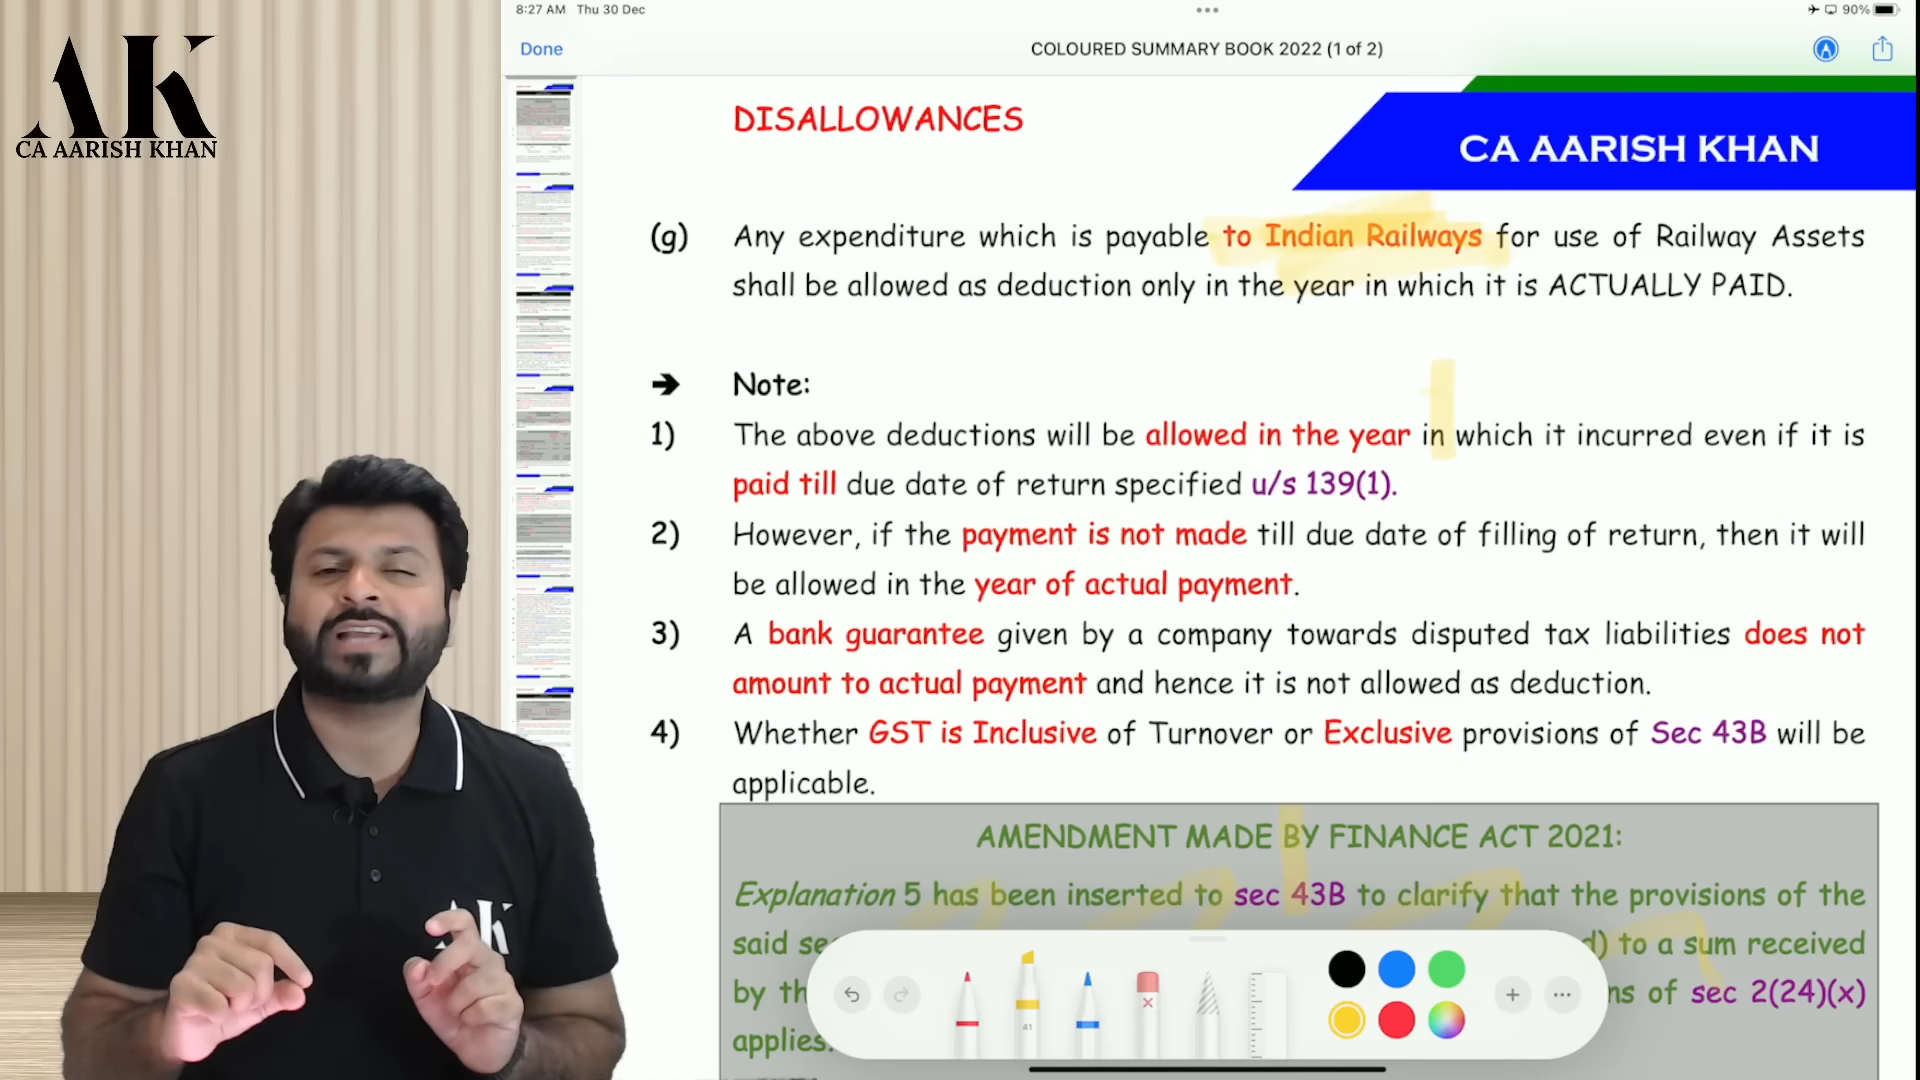 8:27 AM Thu 30 Dec
90%
Done
COLOURED SUMMARY BOOK 2022 (1 of 2)
AK
CA AARISH KHAN
DISALLOWANCES
CA AARISH KHAN
(g) Any expenditure which is payable to Indian Railways for use of Railway Assets
shall be allowed as deduction only in the year in which it is ACTUALLY PAID.
➔ Note:
1) The above deductions will be allowed in the year in which it incurred even if it is
paid till due date of return specified u/s 139(1).
2) However, if the payment is not made till due date of filling of return, then it will
be allowed in the year of actual payment.
3) A bank guarantee given by a company towards disputed tax liabilities does not
amount to actual payment and hence it is not allowed as deduction.
4) Whether GST is Inclusive of Turnover or Exclusive provisions of Sec 43B will be
applicable.
AMENDMENT MADE BY FINANCE ACT 2021:
Explanation 5 has been inserted to sec 43B to clarify that the provisions of the
said to a sum received
by of sec 2(24)(x)
applies.
41
AK